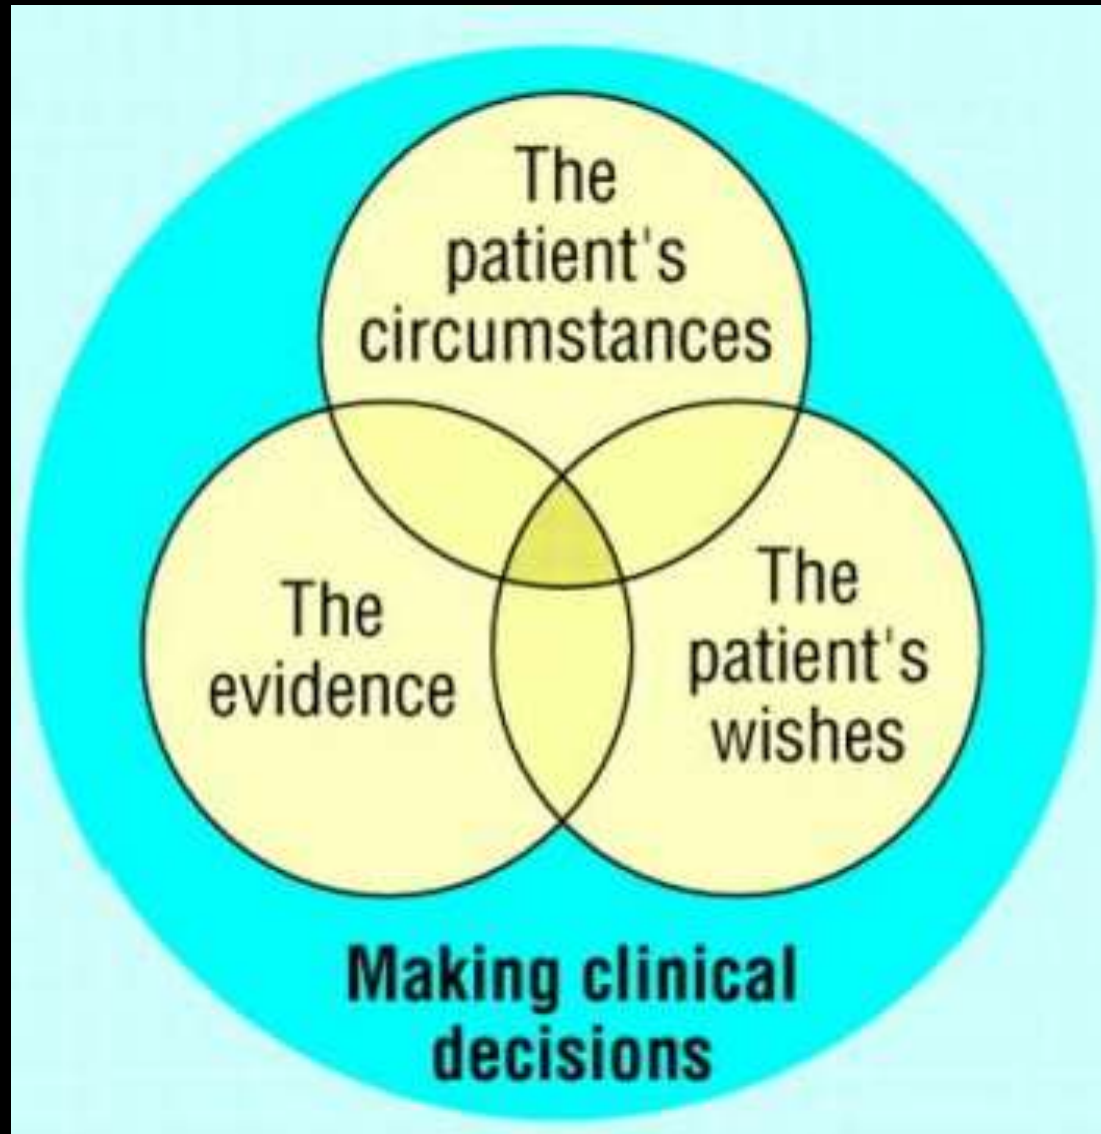 The
patient's
circumstances
The
evidence
The
patient's
wishes
Making clinical
decisions